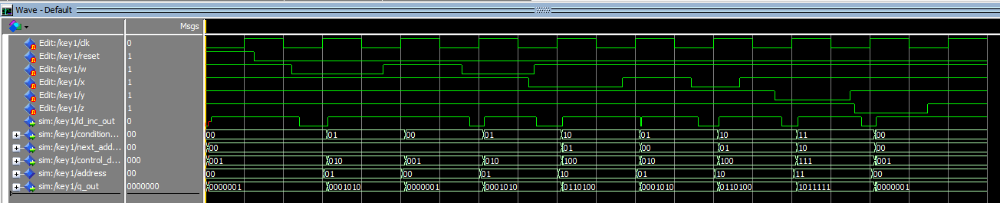 Wave - Default
Msgs
Edit:/key1/clk 0
Edit:/key1/reset 1
Edit:/key1/w 1
Edit:/key1/x 1
Edit:/key1/y 1
Edit:/key1/z 1
sim:/key1/ld_inc_out 0
sim:/key1/condition... 00 00 01 00 01 10 01 10 11 00
sim:/key1/next_add... 00 00 01 00 01 10 00
sim:/key1/control_d... 000 001 010 001 010 100 010 100 111 001
sim:/key1/address 00 00 01 00 01 10 01 10 11 00
sim:/key1/q_out 0000000 0000001 0001010 0000001 0001010 0110100 0001010 0110100 1011111 0000001